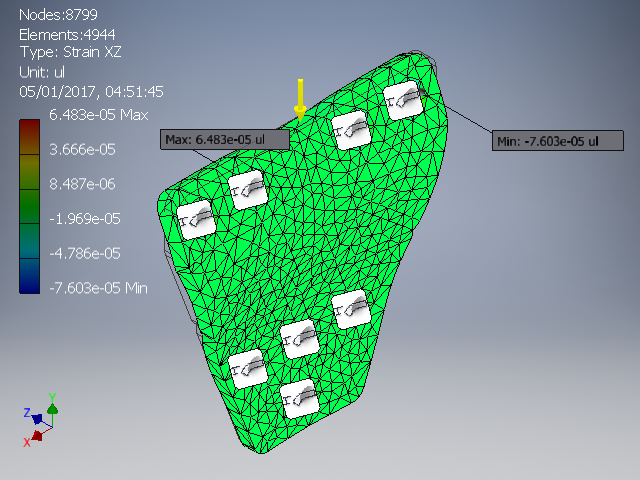 Nodes:8799
Elements:4944
Type: Strain XZ
Unit: ul
05/01/2017, 04:51:45
6.483e-05 Max
3.666e-05
8.487e-06
-1.969e-05
-4.786e-05
-7.603e-05 Min
Max: 6.483e-05 ul
Min: -7.603e-05 ul
Y
Z
X